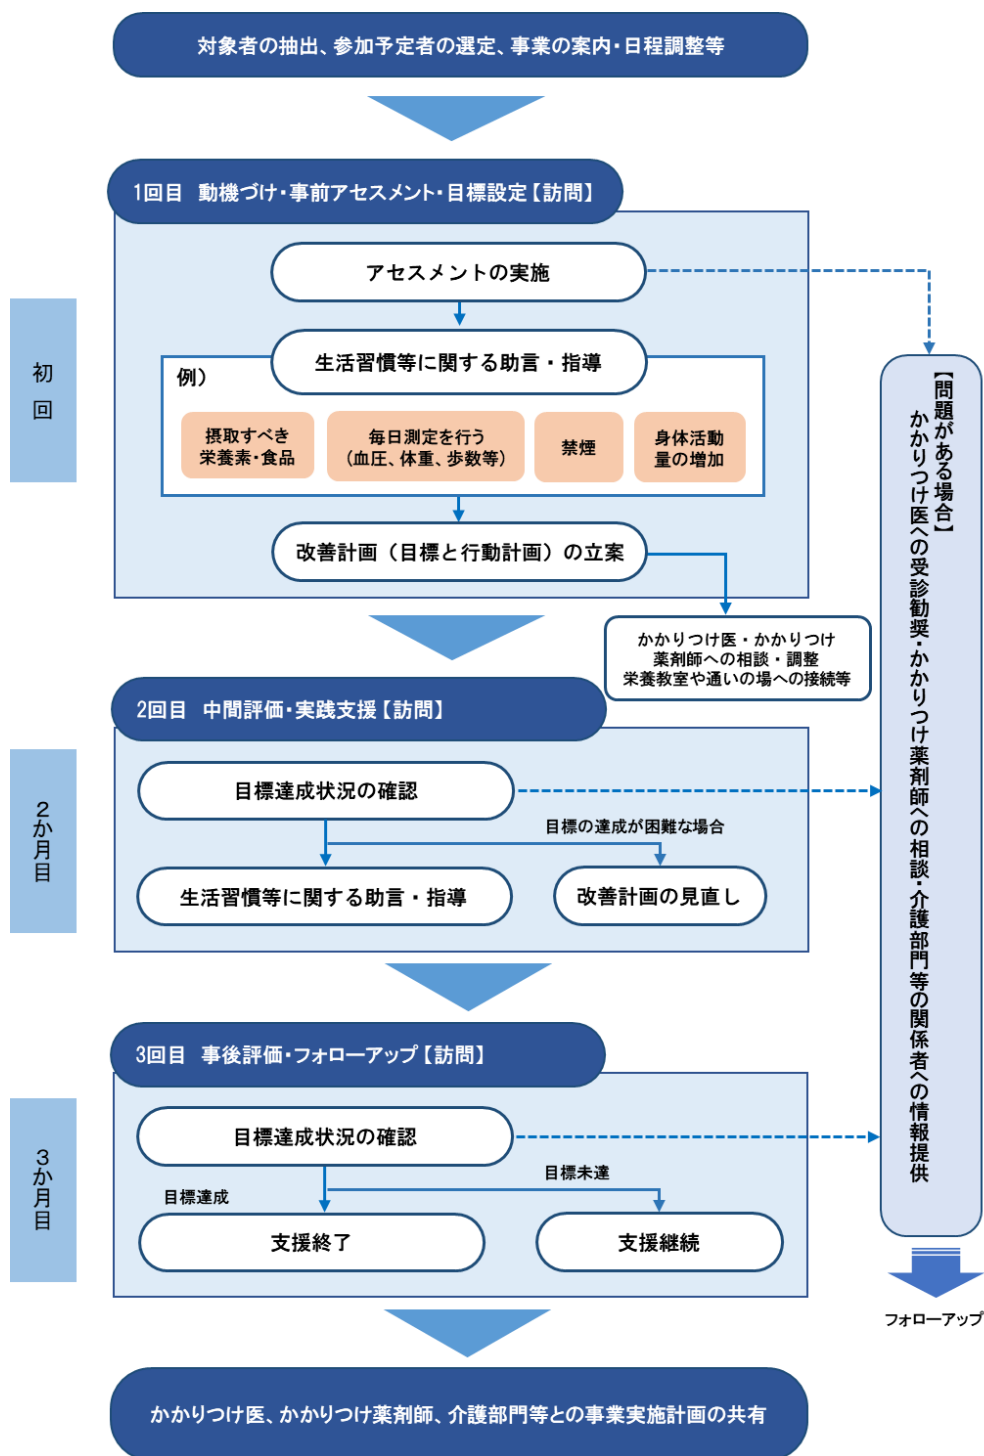 対象者の抽出、参加予定者の選定、事業の案内・日程調整等
1回目　動機づけ・事前アセスメント・目標設定【訪問】
初回
アセスメントの実施
生活習慣等に関する助言・指導
例）
摂取すべき
栄養素・食品
毎日測定を行う
（血圧、体重、歩数等）
禁煙
身体活動
量の増加
改善計画（目標と行動計画）の立案
かかりつけ医・かかりつけ
薬剤師への相談・調整
栄養教室や通いの場への接続等
2回目　中間評価・実践支援【訪問】
２か月目
目標達成状況の確認
目標の達成が困難な場合
生活習慣等に関する助言・指導
改善計画の見直し
3回目　事後評価・フォローアップ【訪問】
３か月目
目標達成状況の確認
目標達成
目標未達
支援終了
支援継続
【問題がある場合】
かかりつけ医への受診勧奨・かかりつけ薬剤師への相談・介護部門等の関係者への情報提供
フォローアップ
かかりつけ医、かかりつけ薬剤師、介護部門等との事業実施計画の共有